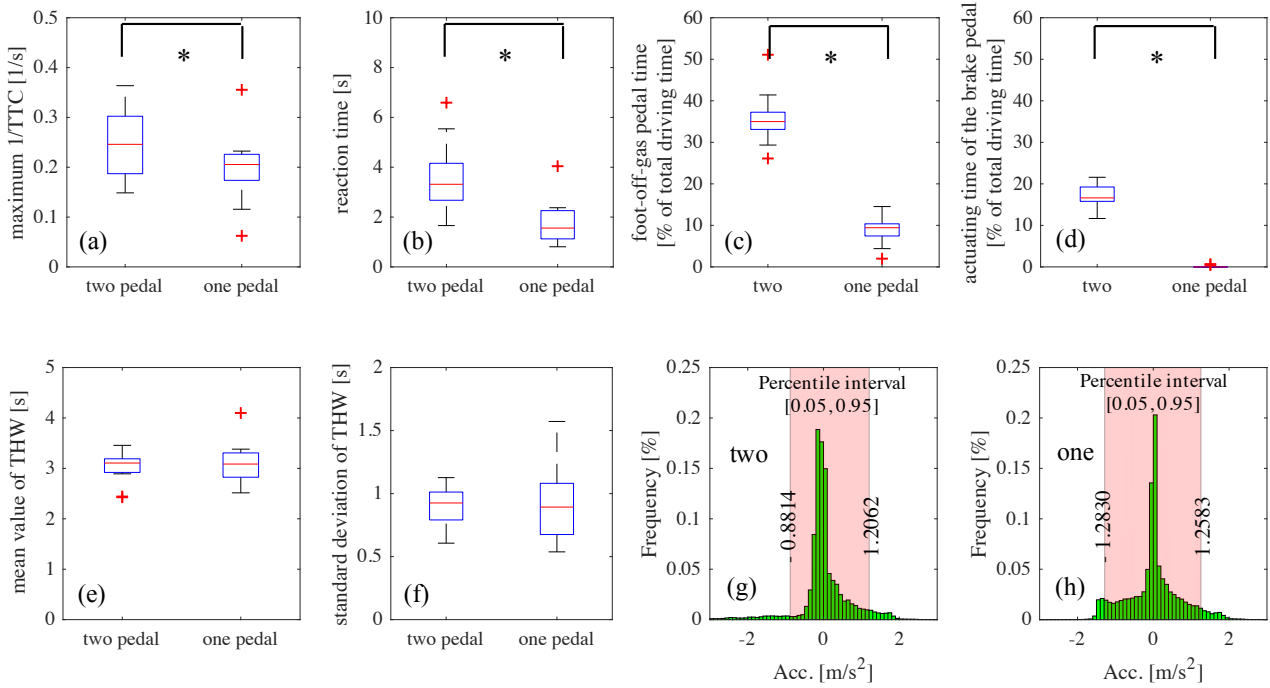 maximum 1/TTC [1/s]
0.5
0.4
0.3
0.2
0.1
0
*
(a)
two pedal
one pedal
reaction time [s]
10
8
6
4
2
0
*
(b)
two pedal
one pedal
foot-off-gas pedal time
[% of total driving time]
60
50
40
30
20
10
0
*
(c)
two
one pedal
actuating time of the brake pedal
[% of total driving time]
60
50
40
30
20
10
0
*
(d)
two
one pedal
mean value of THW [s]
5
4
3
2
1
0
(e)
two pedal
one pedal
standard deviation of THW [s]
2
1.5
1
0.5
0
(f)
two pedal
one pedal
Frequency [%]
0.25
0.2
0.15
0.1
0.05
0
Percentile interval
[0.05, 0.95]
two
- 0.8814
1.2062
(g)
-2
0
2
Acc. [m/s²]
Frequency [%]
0.25
0.2
0.15
0.1
0.05
0
Percentile interval
[0.05, 0.95]
one
- 1.2830
1.2583
(h)
-2
0
2
Acc. [m/s²]